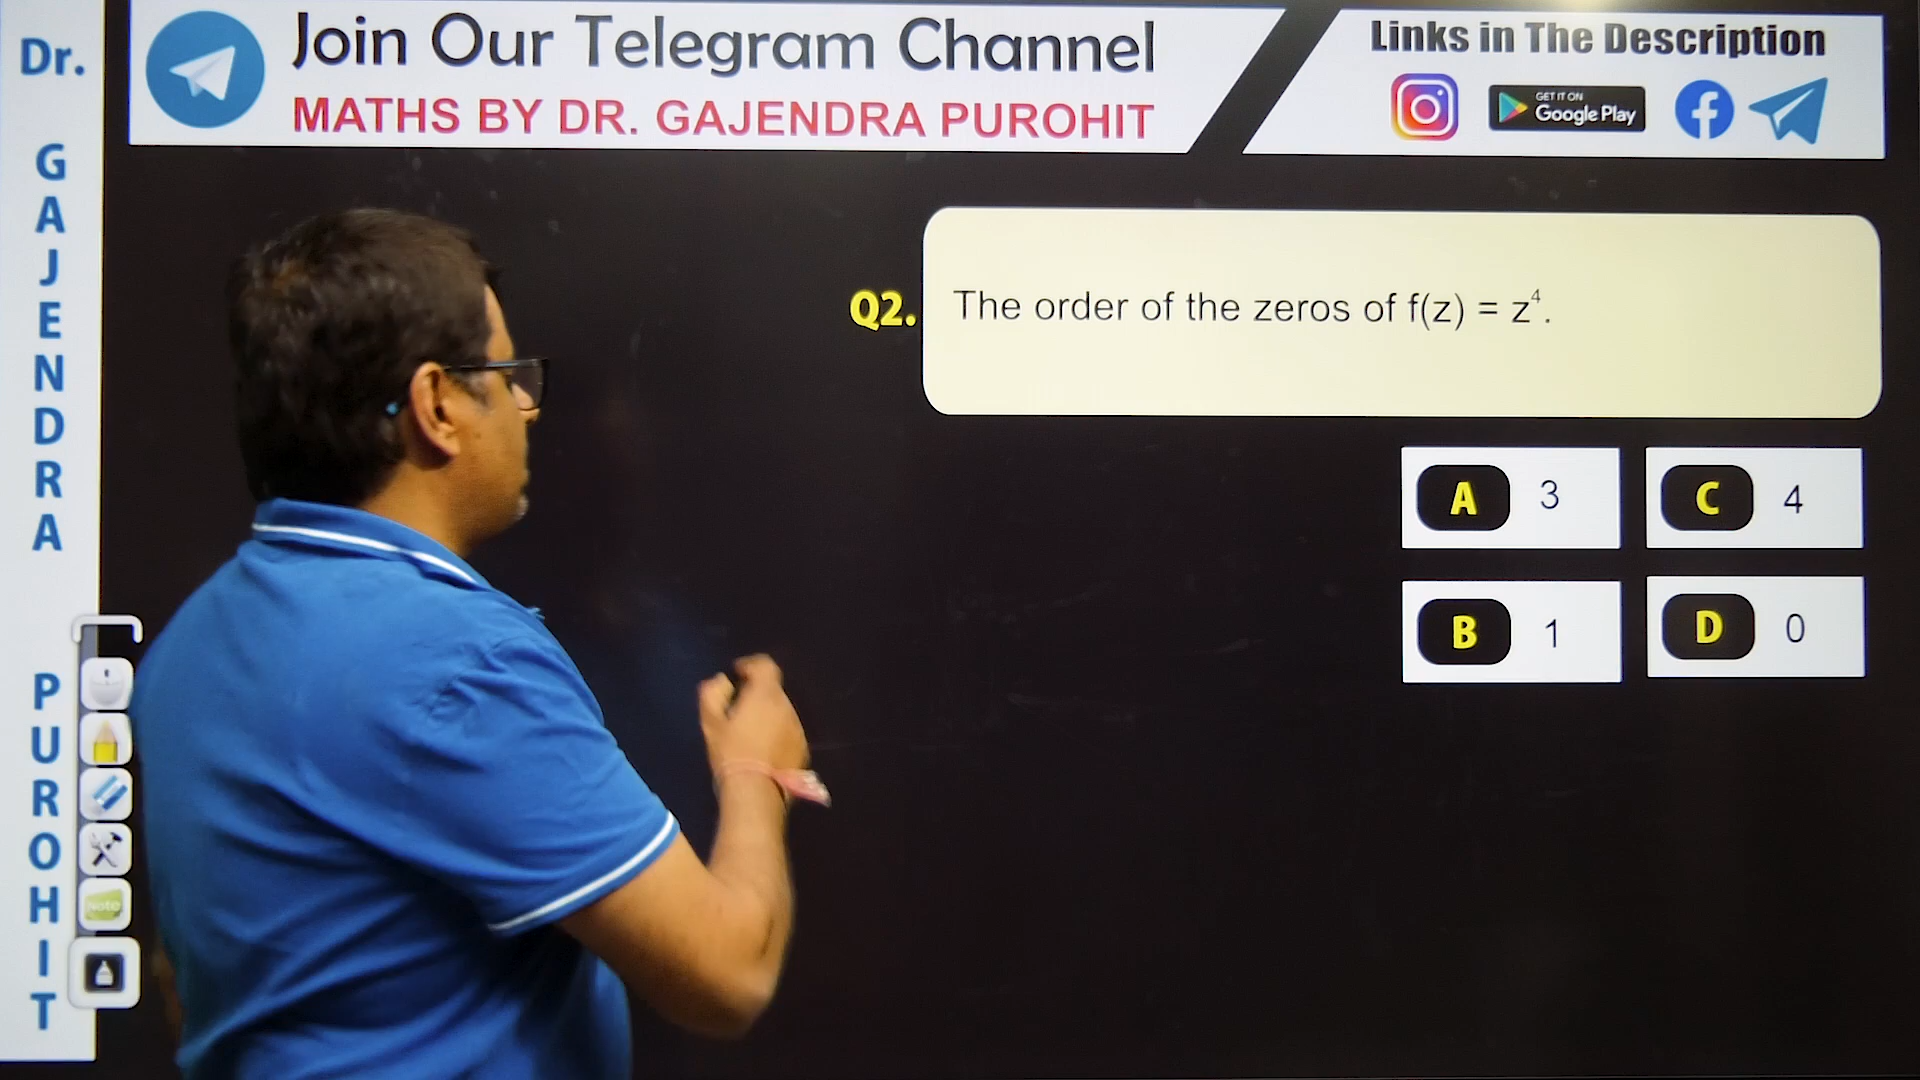 Dr. GAJENDRA PUROHIT
Join Our Telegram Channel
MATHS BY DR. GAJENDRA PUROHIT
Links in The Description
GET IT ON
Google Play
Q2. The order of the zeros of f(z) = z⁴.
A 3
C 4
B 1
D 0
Note